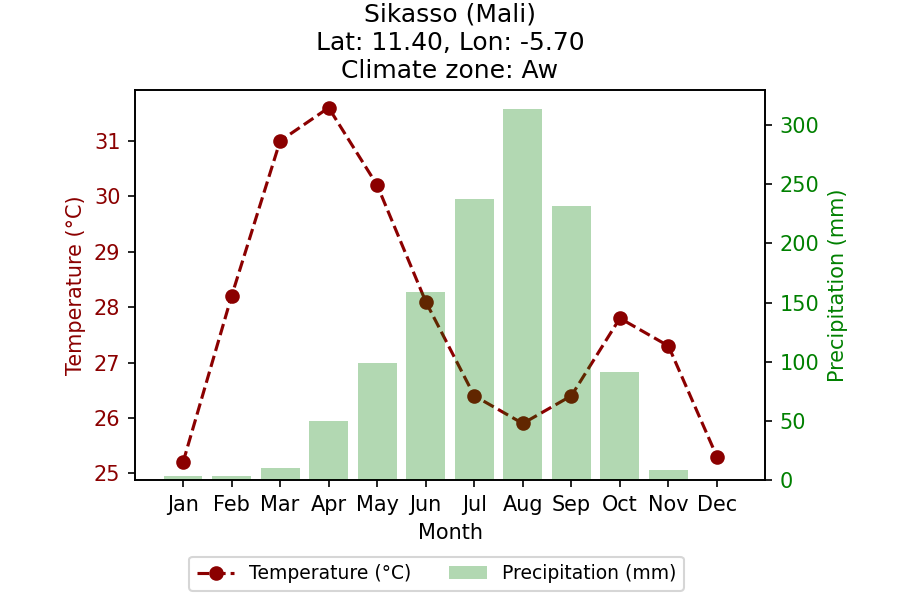 Sikasso (Mali)
Lat: 11.40, Lon: -5.70
Climate zone: Aw
Temperature (°C)
31
30
29
28
27
26
25
Precipitation (mm)
300
250
200
150
100
50
0
Jan Feb Mar Apr May Jun Jul Aug Sep Oct Nov Dec
Month
Temperature (°C) Precipitation (mm)